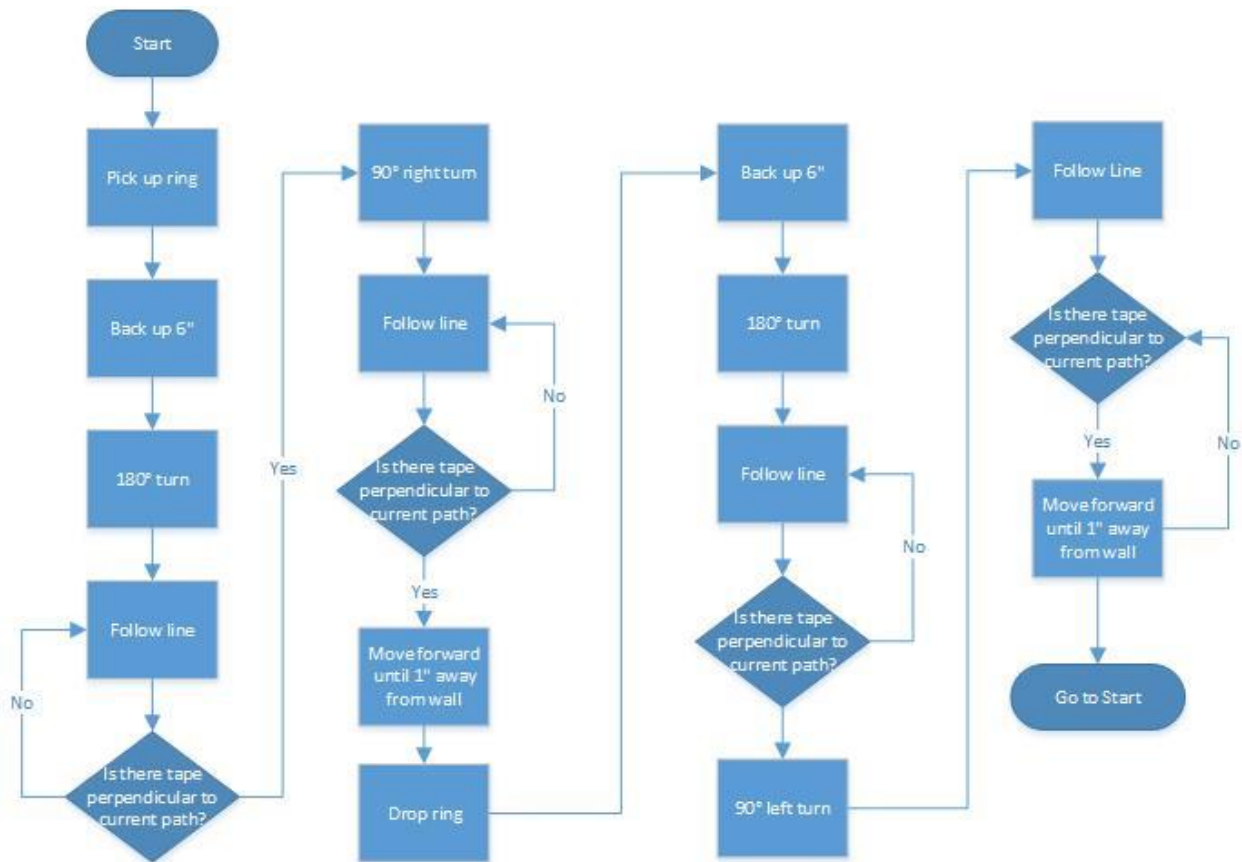 Start
Pick up ring
Back up 6"
180° turn
Follow line
No
Is there tape
perpendicular to
current path?
Yes
90° right turn
Follow line
No
Is there tape
perpendicular to
current path?
Yes
Move forward
until 1" away
from wall
Drop ring
Back up 6"
180° turn
Follow line
No
Is there tape
perpendicular to
current path?
90° left turn
Follow Line
Is there tape
perpendicular to
current path?
Yes
No
Move forward
until 1" away
from wall
Go to Start